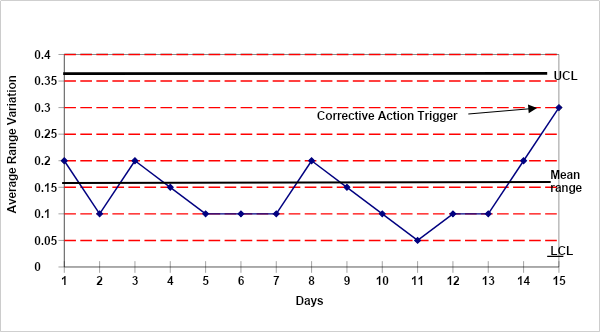 Average Range Variation
0.4
0.35
0.3
0.25
0.2
0.15
0.1
0.05
0
UCL
Corrective Action Trigger
Mean
range
LCL
1 2 3 4 5 6 7 8 9 10 11 12 13 14 15
Days